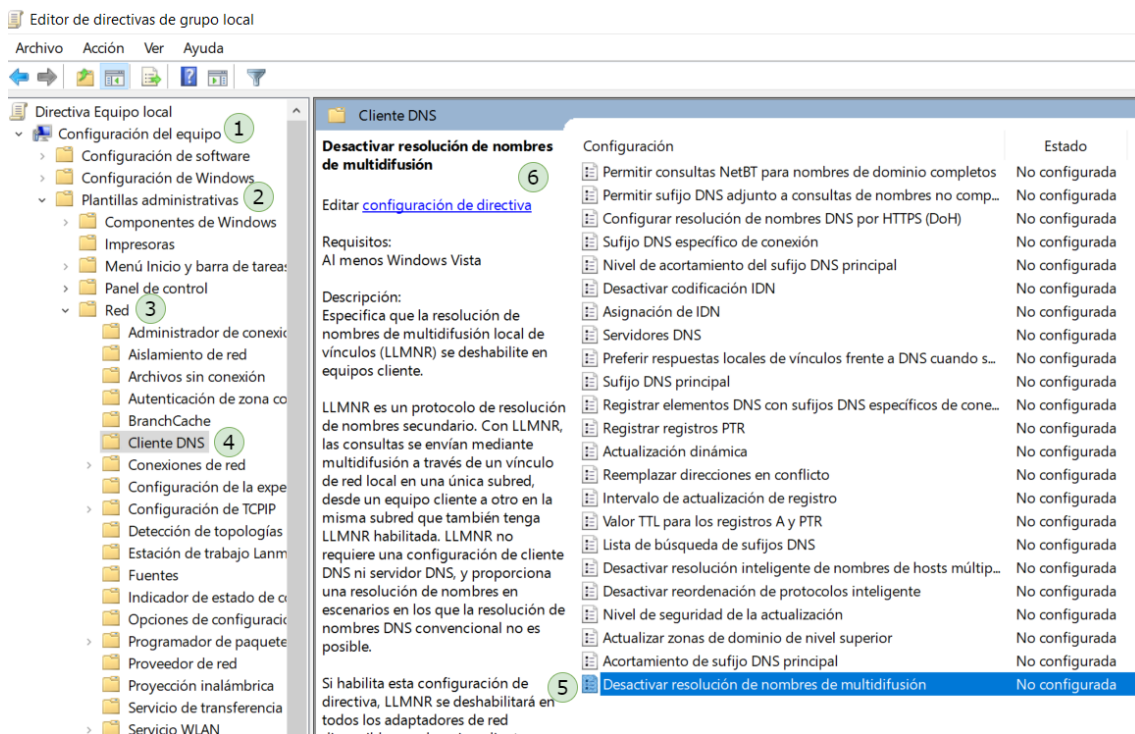 Editor de directivas de grupo local
Archivo Acción Ver Ayuda
Directiva Equipo local
Configuración del equipo 1
Configuración de software
Configuración de Windows
Plantillas administrativas 2
Componentes de Windows
Impresoras
Menú Inicio y barra de tareas
Panel de control
Red 3
Administrador de conexio
Aislamiento de red
Archivos sin conexión
Autenticación de zona co
BranchCache
Cliente DNS 4
Conexiones de red
Configuración de la expe
Configuración de TCPIP
Detección de topologías
Estación de trabajo Lanm
Fuentes
Indicador de estado de co
Opciones de configuració
Programador de paquete
Proveedor de red
Proyección inalámbrica
Servicio de transferencia
Servicio WLAN
Cliente DNS
Desactivar resolución de nombres
de multidifusión
6
Editar configuración de directiva
Requisitos:
Al menos Windows Vista
Descripción:
Especifica que la resolución de
nombres de multidifusión local de
vínculos (LLMNR) se deshabilite en
equipos cliente.
LLMNR es un protocolo de resolución
de nombres secundario. Con LLMNR,
las consultas se envían mediante
multidifusión a través de un vínculo
de red local en una única subred,
desde un equipo cliente a otro en la
misma subred que también tenga
LLMNR habilitada. LLMNR no
requiere una configuración de cliente
DNS ni servidor DNS, y proporciona
una resolución de nombres en
escenarios en los que la resolución de
nombres DNS convencional no es
posible.
Si habilita esta configuración de
directiva, LLMNR se deshabilitará en
todos los adaptadores de red
Configuración Estado
Permitir consultas NetBT para nombres de dominio completos No configurada
Permitir sufijo DNS adjunto a consultas de nombres no comp... No configurada
Configurar resolución de nombres DNS por HTTPS (DoH) No configurada
Sufijo DNS específico de conexión No configurada
Nivel de acortamiento del sufijo DNS principal No configurada
Desactivar codificación IDN No configurada
Asignación de IDN No configurada
Servidores DNS No configurada
Preferir respuestas locales de vínculos frente a DNS cuando s... No configurada
Sufijo DNS principal No configurada
Registrar elementos DNS con sufijos DNS específicos de cone... No configurada
Registrar registros PTR No configurada
Actualización dinámica No configurada
Reemplazar direcciones en conflicto No configurada
Intervalo de actualización de registro No configurada
Valor TTL para los registros A y PTR No configurada
Lista de búsqueda de sufijos DNS No configurada
Desactivar resolución inteligente de nombres de hosts múltip... No configurada
Desactivar reordenación de protocolos inteligente No configurada
Nivel de seguridad de la actualización No configurada
Actualizar zonas de dominio de nivel superior No configurada
Acortamiento de sufijo DNS principal No configurada
5 Desactivar resolución de nombres de multidifusión No configurada